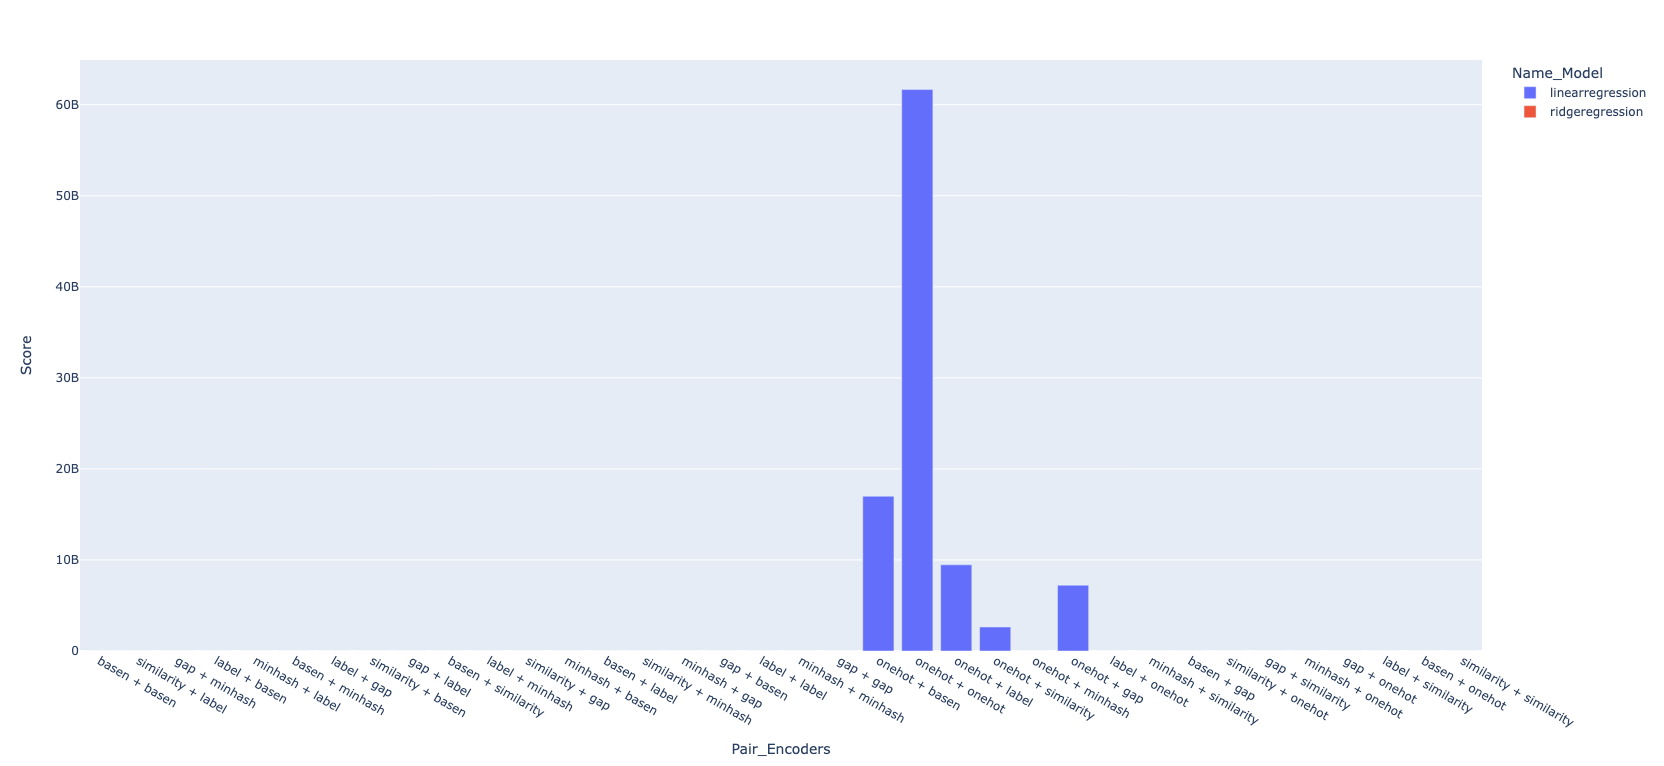 Name_Model
linearregression
ridgeregression
60B
50B
40B
30B
20B
10B
0
Score
basen + basen
similarity + label
gap + minhash
label + basen
minhash + label
basen + minhash
label + gap
similarity + basen
gap + label
basen + similarity
label + minhash
similarity + gap
minhash + basen
basen + label
similarity + minhash
minhash + gap
gap + basen
label + label
minhash + minhash
gap + gap
onehot + basen
onehot + onehot
onehot + label
onehot + similarity
onehot + minhash
onehot + gap
label + onehot
minhash + similarity
basen + gap
similarity + onehot
gap + similarity
minhash + onehot
gap + onehot
label + similarity
basen + onehot
similarity + similarity
Pair_Encoders